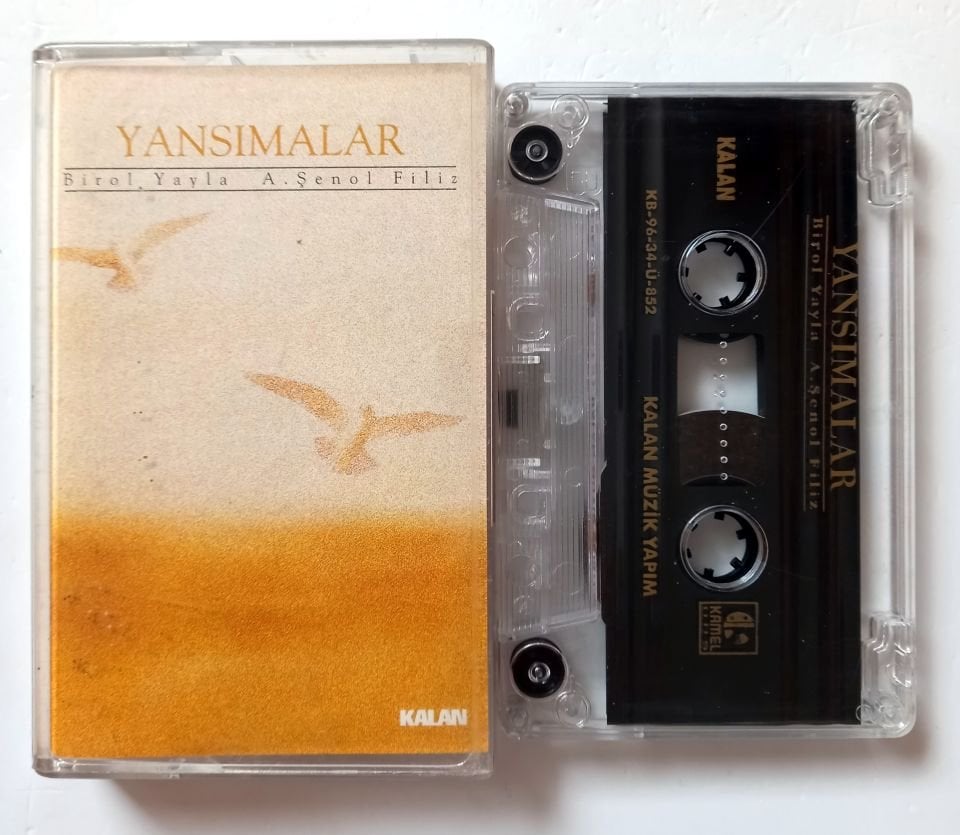 YANSIMALAR
Birol Yayla A.Şenol Filiz
KALAN
YANSIMALAR
Birol Yayla A.Şenol Filiz
KALAN
KB-96-34-Ü-852
KALAN MÜZİK YAPIM
KAMEL